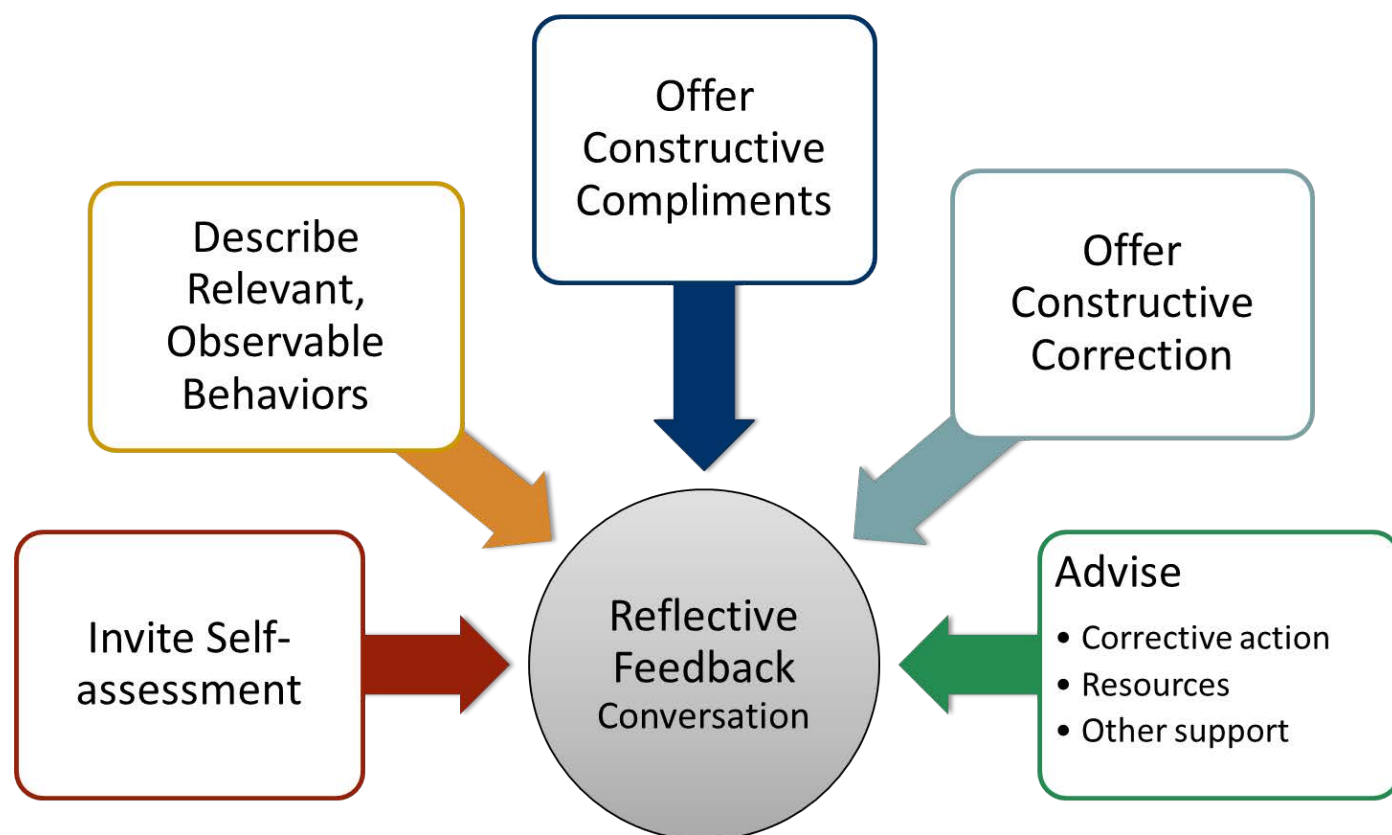 Offer
Constructive
Compliments
Describe
Relevant,
Observable
Behaviors
Offer
Constructive
Correction
Invite Self-
assessment
Reflective
Feedback
Conversation
Advise
• Corrective action
• Resources
• Other support